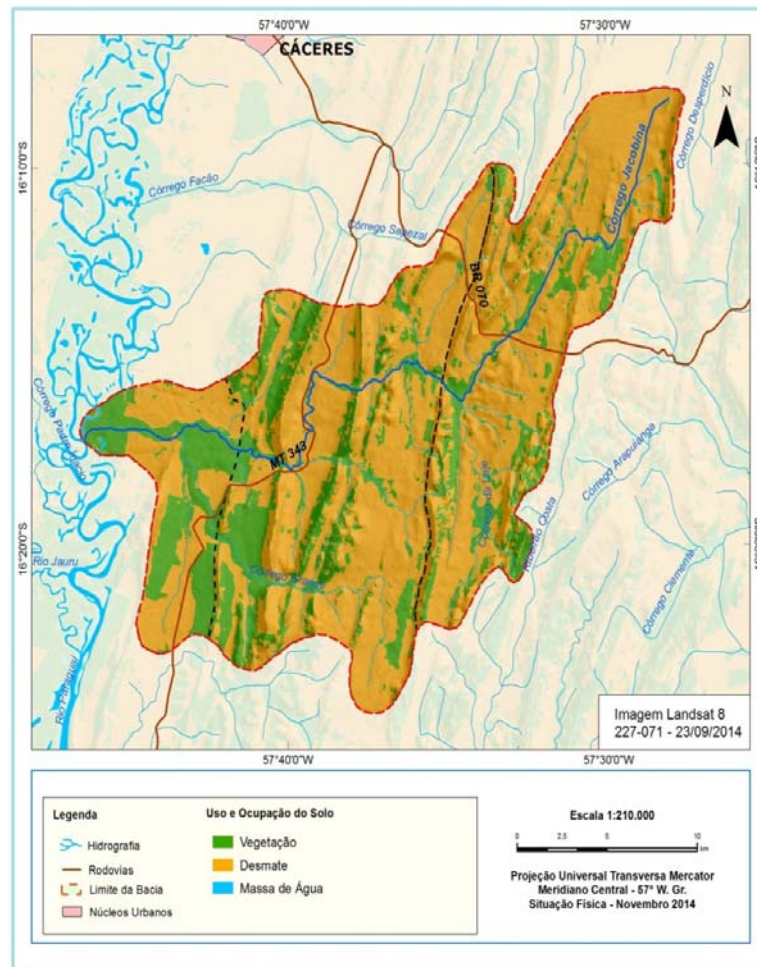 57°40'0"W
57°30'0"W
CÁCERES
N
Córrego Desperdício
Córrego Jacobina
16°10'0"S
Córrego Facão
Córrego Sapezal
BR 070
MT 343
Córrego Arapuianga
Ribeirão Costa
Córrego Clemente
16°20'0"S
Rio Jauru
Rio Paraguai
Imagem Landsat 8
227-071 - 23/09/2014
57°40'0"W
57°30'0"W
Legenda
Hidrografia
Rodovias
Limite da Bacia
Núcleos Urbanos
Uso e Ocupação do Solo
Vegetação
Desmate
Massa de Água
Escala 1:210.000
0 2,5 5 10
km
Projeção Universal Transversa Mercator
Meridiano Central - 57° W. Gr.
Situação Física - Novembro 2014